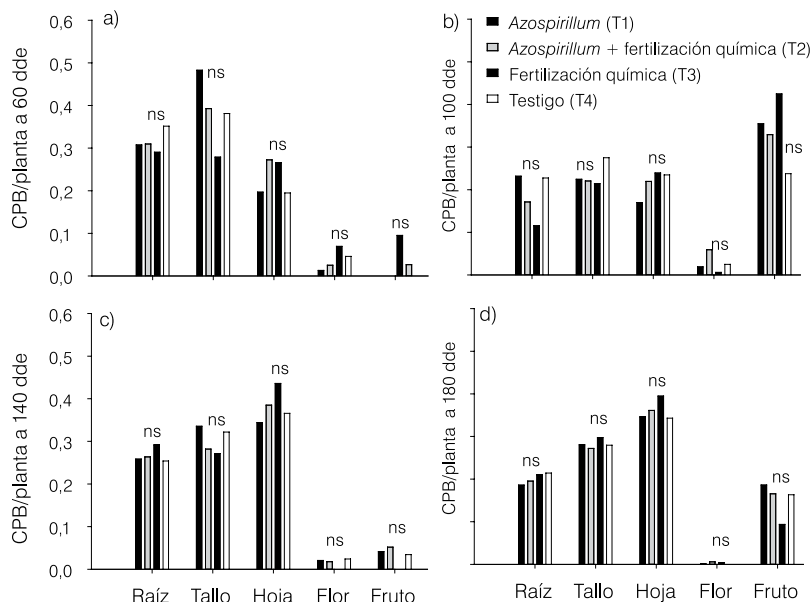 a)
0,6
0,5
0,4
0,3
0,2
0,1
0,0
CPB/planta a 60 dde
ns
ns
ns
ns
ns
b)
CPB/planta a 100 dde
Azospirillum (T1)
Azospirillum + fertilización química (T2)
Fertilización química (T3)
Testigo (T4)
ns
ns
ns
ns
ns
c)
0,6
0,5
0,4
0,3
0,2
0,1
0,0
CPB/planta a 140 dde
ns
ns
ns
ns
ns
Raíz Tallo Hoja Flor Fruto
d)
CPB/planta a 180 dde
ns
ns
ns
ns
ns
Raíz Tallo Hoja Flor Fruto